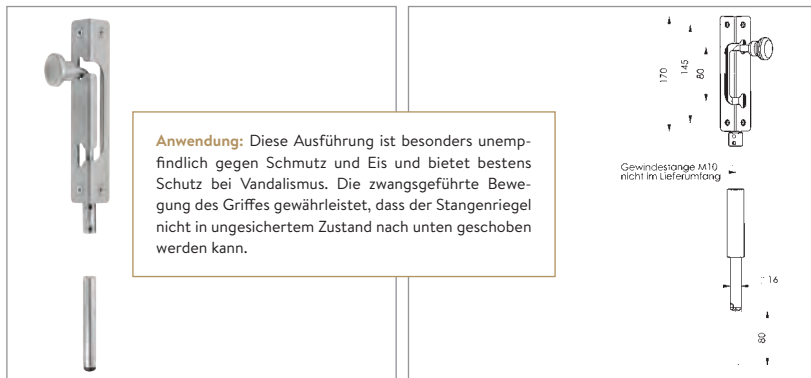 Anwendung: Diese Ausführung ist besonders unemp-
findlich gegen Schmutz und Eis und bietet bestens
Schutz bei Vandalismus. Die zwangsgeführte Bewe-
gung des Griffes gewährleistet, dass der Stangenriegel
nicht in ungesichertem Zustand nach unten geschoben
werden kann.
170
145
80
Gewindestange M10
nicht im Lieferumfang
16
80